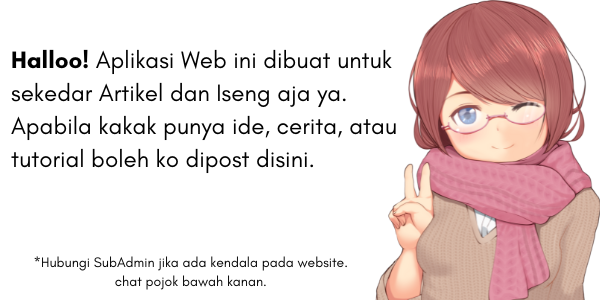 Halloo! Aplikasi Web ini dibuat untuk
sekedar Artikel dan Iseng aja ya.
Apabila kakak punya ide, cerita, atau
tutorial boleh ko dipost disini.
*Hubungi SubAdmin jika ada kendala pada website.
chat pojok bawah kanan.